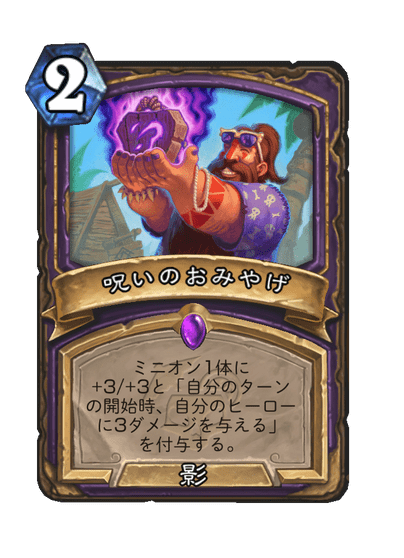 2
呪いのおみやげ
ミニオン1体に
+3/+3と「自分のターン
の開始時、自分のヒーロー
に3ダメージを与える」
を付与する。
影